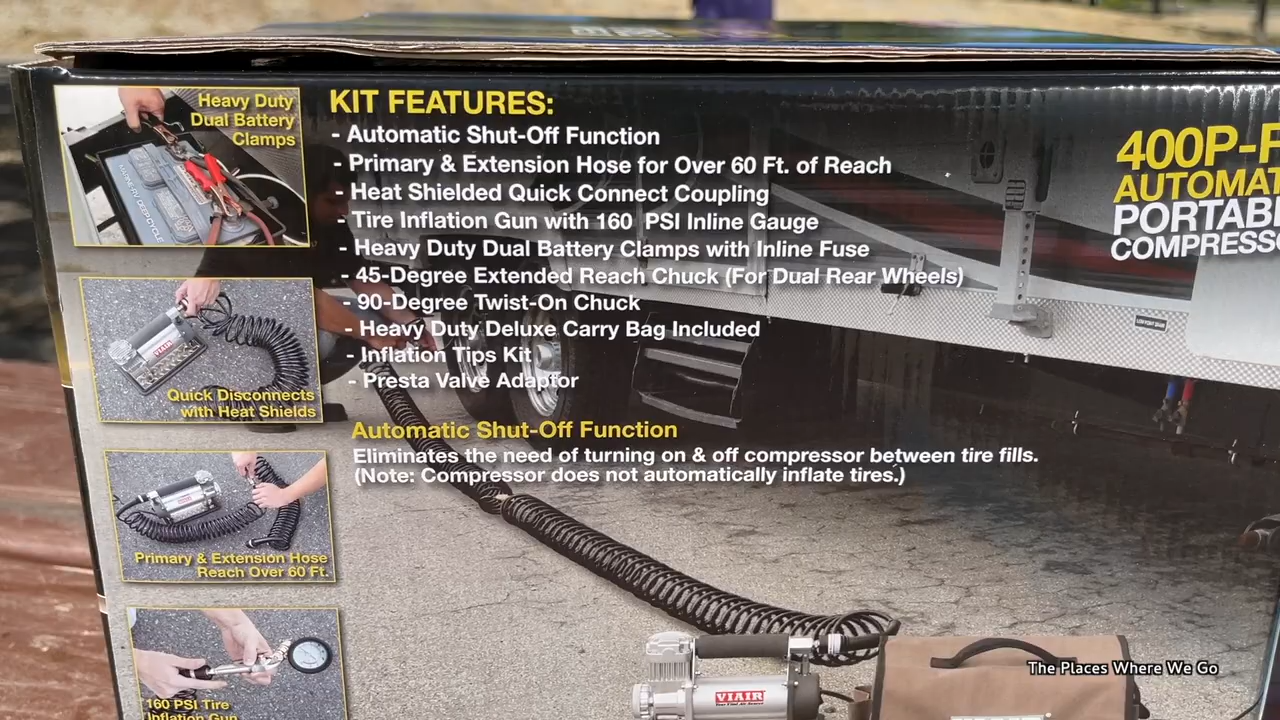 Heavy Duty
Dual Battery
Clamps
MARINE/RV DEEP CYCLE
KIT FEATURES:
- Automatic Shut-Off Function
- Primary & Extension Hose for Over 60 Ft. of Reach
- Heat Shielded Quick Connect Coupling
- Tire Inflation Gun with 160 PSI Inline Gauge
- Heavy Duty Dual Battery Clamps with Inline Fuse
- 45-Degree Extended Reach Chuck (For Dual Rear Wheels)
- 90-Degree Twist-On Chuck
- Heavy Duty Deluxe Carry Bag Included
- Inflation Tips Kit
- Presta Valve Adaptor
400P-
AUTOMAT
PORTAB
COMPRESSO
VIAIR
Quick Disconnects
with Heat Shields
Automatic Shut-Off Function
Eliminates the need of turning on & off compressor between tire fills.
(Note: Compressor does not automatically inflate tires.)
Primary & Extension Hose
Reach Over 60 Ft.
160 PSI Tire
Inflation Gun
VIAIR
The Places Where We Go